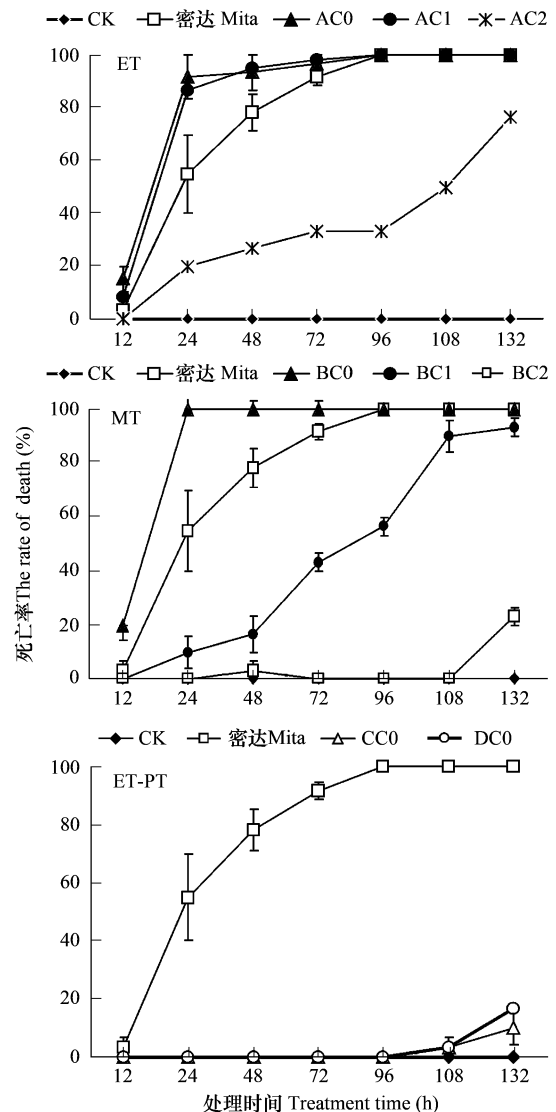 CK 密达 Mita AC0 AC1 AC2
ET
100
80
60
40
20
0
12 24 48 72 96 108 132
CK 密达 Mita BC0 BC1 BC2
MT
100
80
60
40
20
0
12 24 48 72 96 108 132
死亡率The rate of death (%)
CK 密达Mita CC0 DC0
ET-PT
100
80
60
40
20
0
12 24 48 72 96 108 132
处理时间 Treatment time (h)